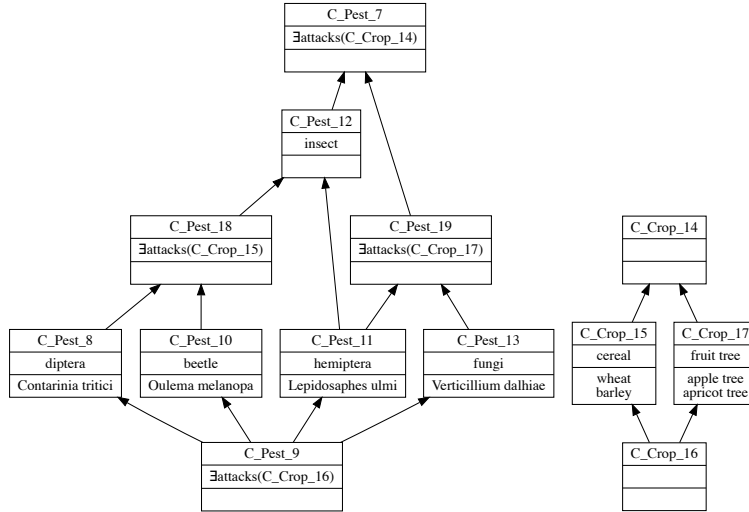 C_Pest_7
∃attacks(C_Crop_14)
C_Pest_12
insect
C_Pest_18
∃attacks(C_Crop_15)
C_Pest_19
∃attacks(C_Crop_17)
C_Crop_14
C_Pest_8
diptera
Contarinia tritici
C_Pest_10
beetle
Oulema melanopa
C_Pest_11
hemiptera
Lepidosaphes ulmi
C_Pest_13
fungi
Verticillium dalhiae
C_Crop_15
cereal
wheat
barley
C_Crop_17
fruit tree
apple tree
apricot tree
C_Pest_9
∃attacks(C_Crop_16)
C_Crop_16